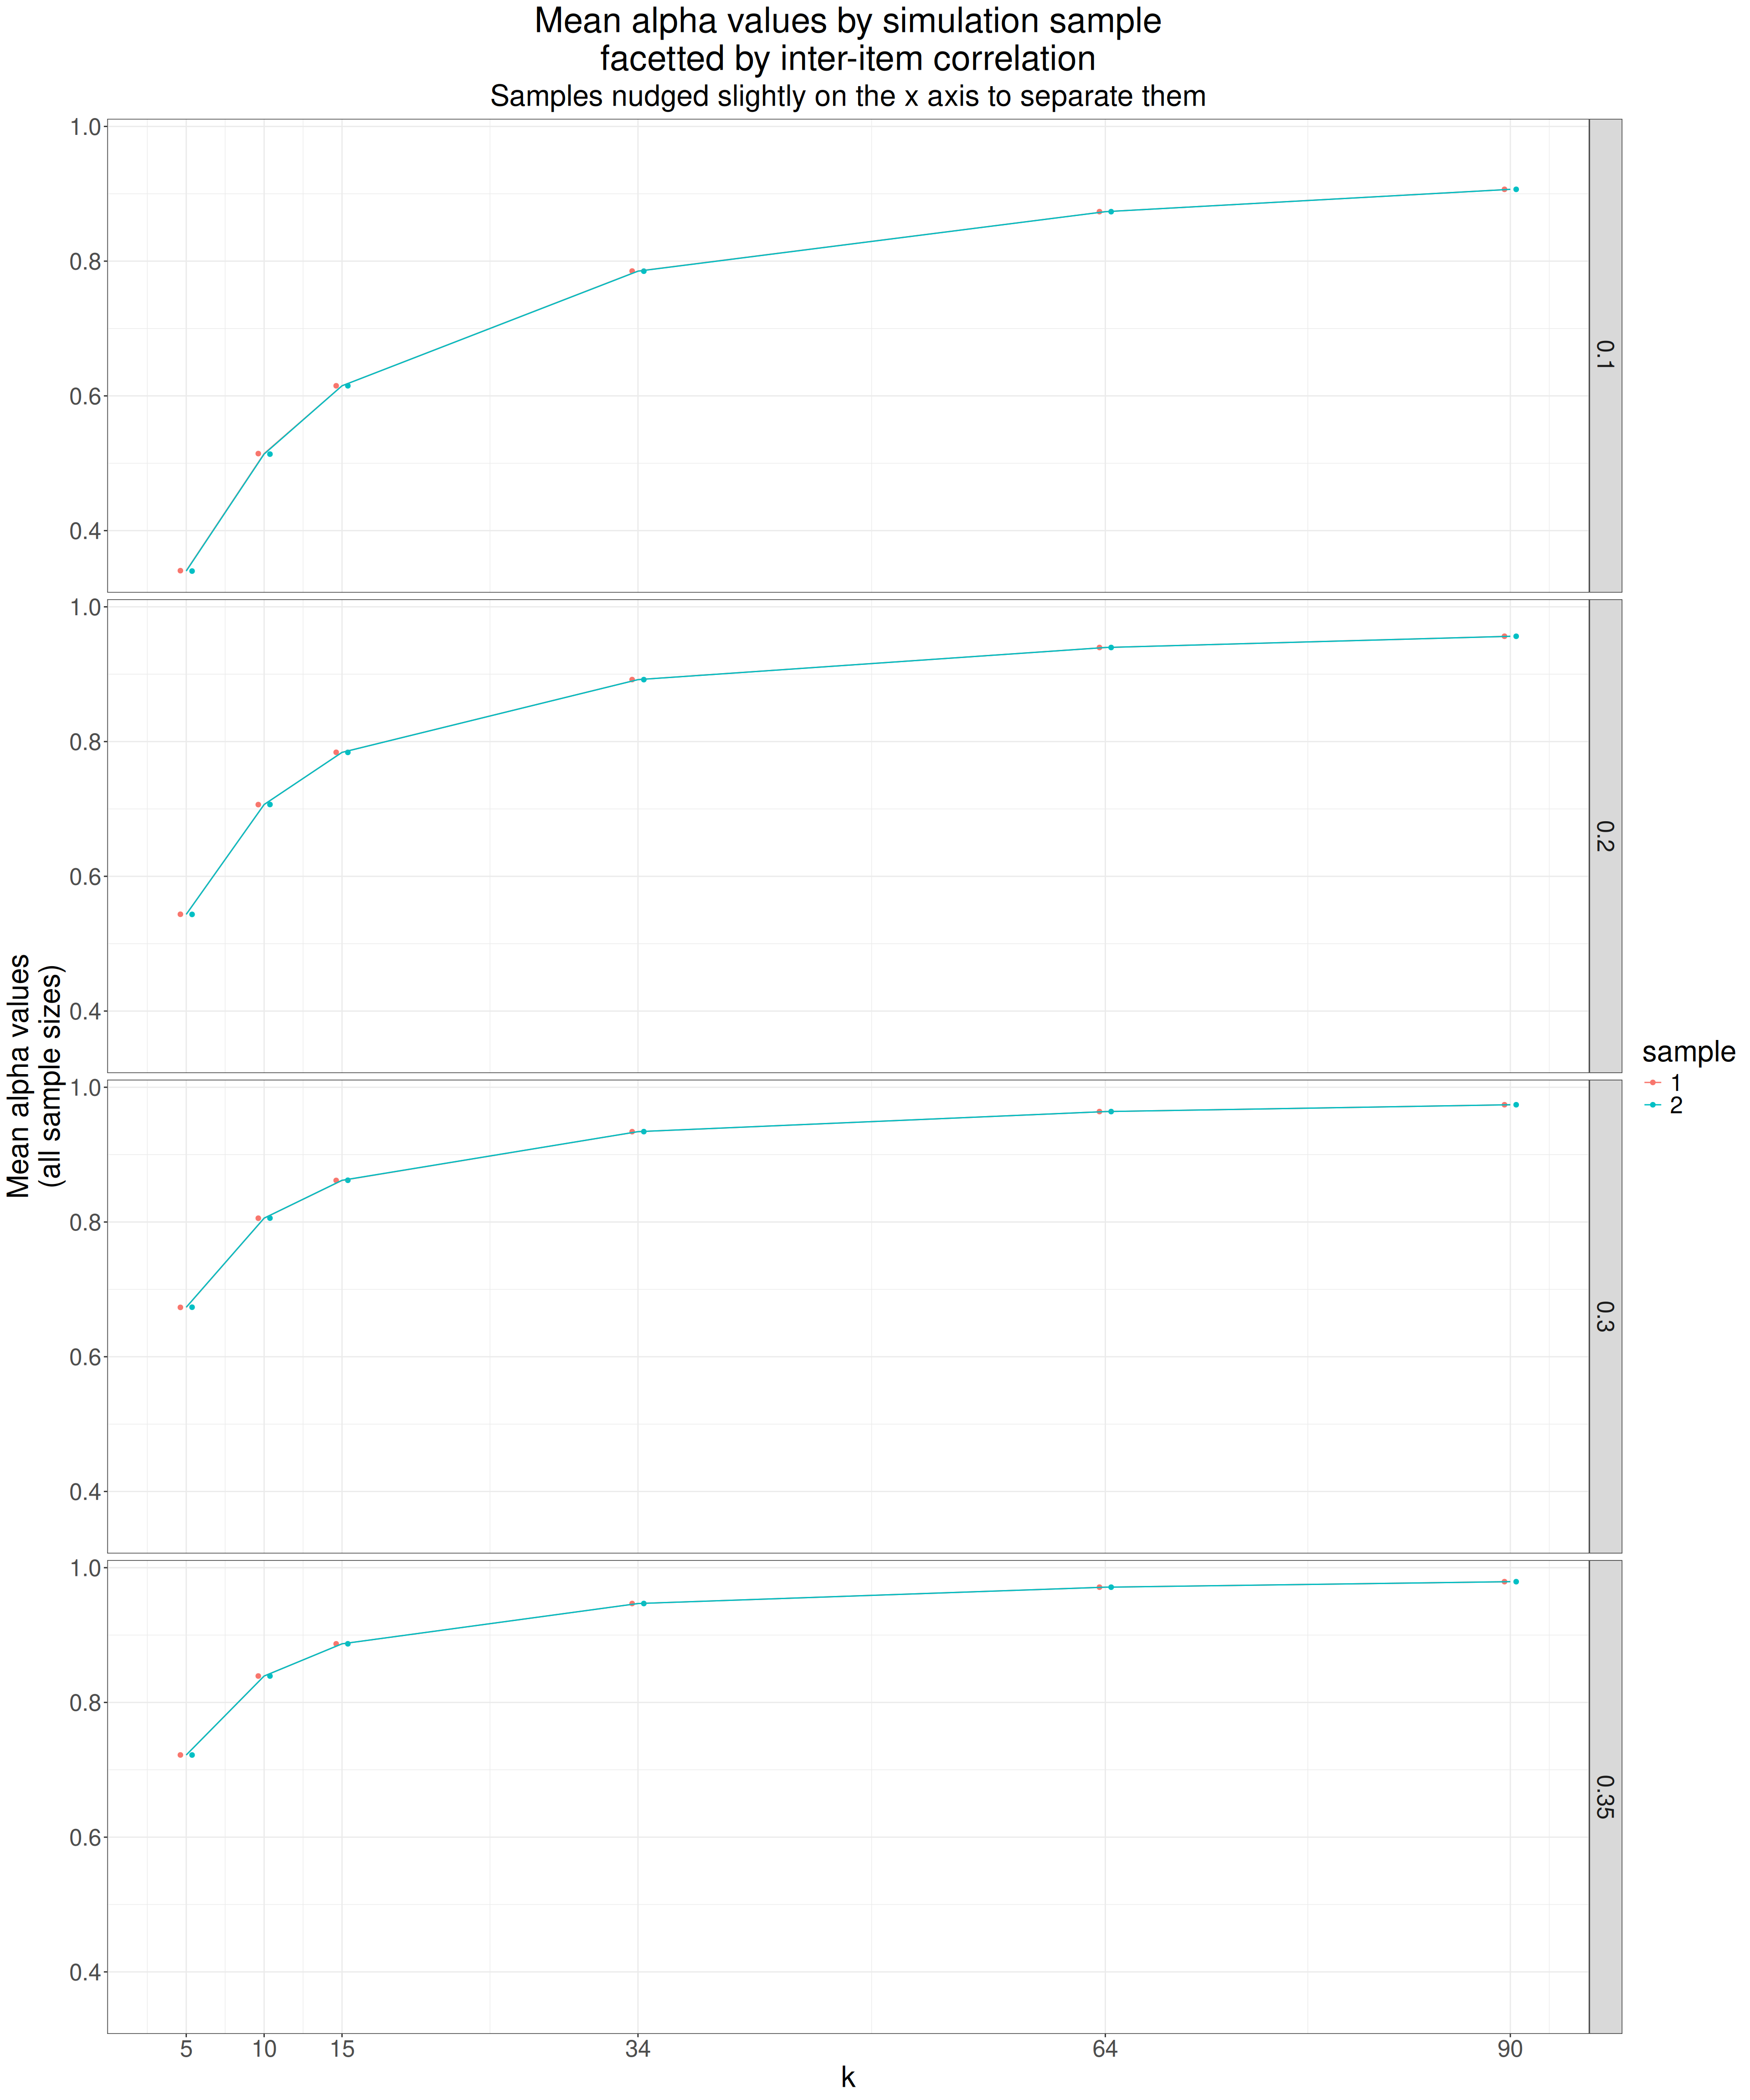 Mean alpha values by simulation sample
facetted by inter-item correlation
Samples nudged slightly on the x axis to separate them
Mean alpha values
(all sample sizes)
1.0
0.8
0.6
0.4
0.1
1.0
0.8
0.6
0.4
0.2
1.0
0.8
0.6
0.4
0.3
1.0
0.8
0.6
0.4
0.35
5 10 15 34 64 90
k
sample
1
2